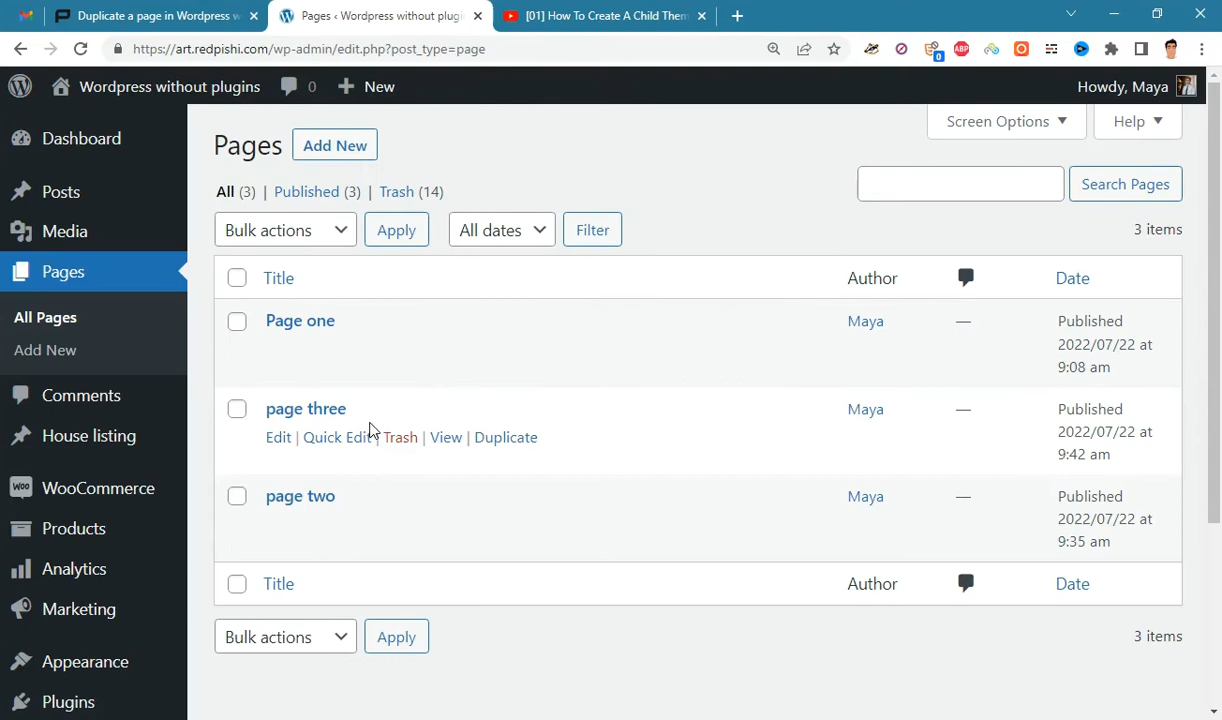 Duplicate a page in Wordpress w
Pages ‹ Wordpress without plugi
[01] How To Create A Child Them
https://art.redpishi.com/wp-admin/edit.php?post_type=page
0
ABP
Wordpress without plugins
0
New
Howdy, Maya
Dashboard
Posts
Media
Pages
All Pages
Add New
Comments
House listing
Woo
WooCommerce
Products
Analytics
Marketing
Appearance
Plugins
Screen Options
Help
Pages
Add New
All (3) | Published (3) | Trash (14)
Search Pages
Bulk actions
Apply
All dates
Filter
3 items
Title
Author
Date
Page one
Maya
—
Published
2022/07/22 at
9:08 am
page three
Edit | Quick Edit | Trash | View | Duplicate
Maya
—
Published
2022/07/22 at
9:42 am
page two
Maya
—
Published
2022/07/22 at
9:35 am
Title
Author
Date
Bulk actions
Apply
3 items